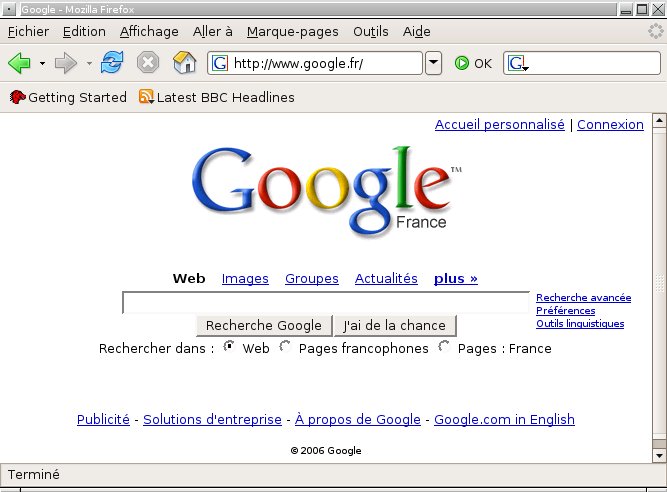 Google - Mozilla Firefox
Fichier Edition Affichage Aller à Marque-pages Outils Aide
http://www.google.fr/ OK
Getting Started Latest BBC Headlines
Accueil personnalisé | Connexion
Google™
France
Web Images Groupes Actualités plus »
Recherche avancée
Préférences
Outils linguistiques
Recherche Google J'ai de la chance
Rechercher dans : Web Pages francophones Pages : France
Publicité - Solutions d'entreprise - À propos de Google - Google.com in English
© 2006 Google
Terminé